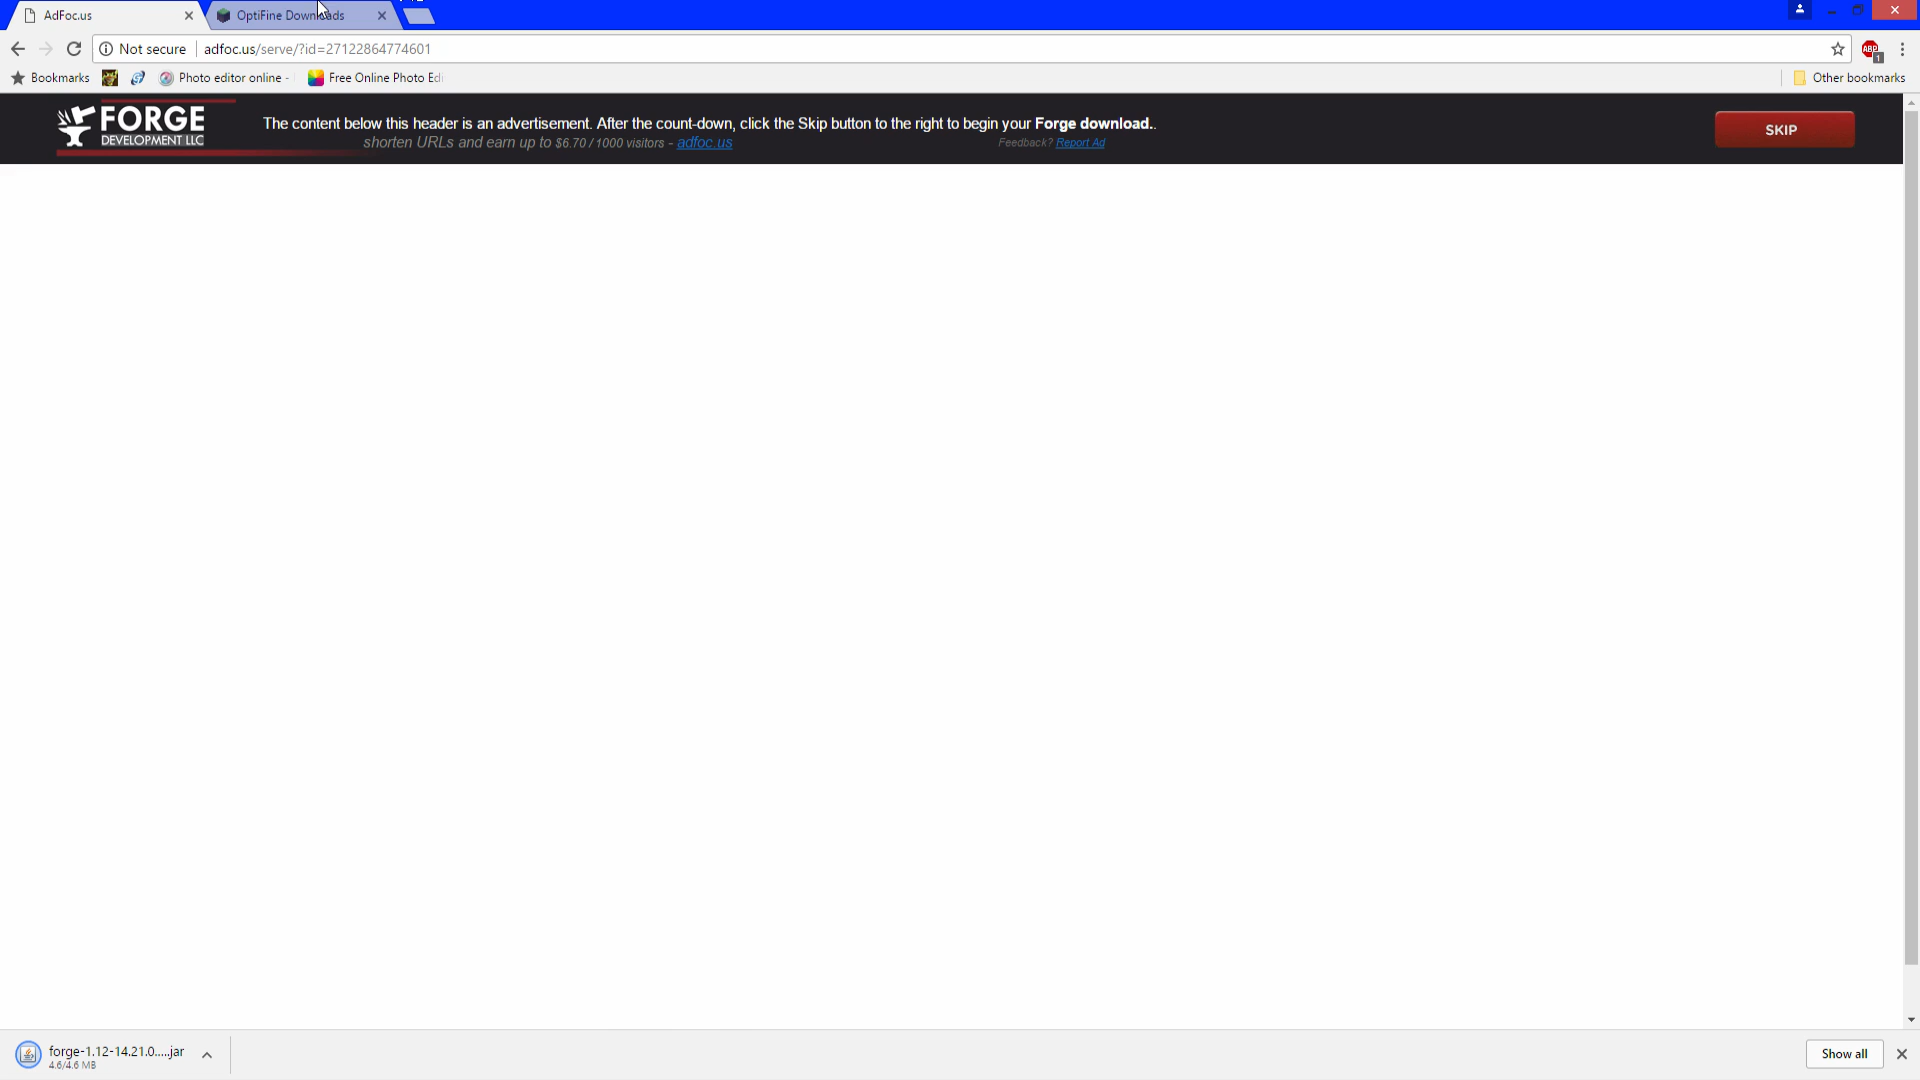 AdFoc.us
OptiFine Downloads
Not secure
adfoc.us/serve/?id=27122864774601
ABP
1
Bookmarks
Photo editor online -
Free Online Photo Edi
Other bookmarks
FORGE
DEVELOPMENT LLC
The content below this header is an advertisement. After the count-down, click the Skip button to the right to begin your Forge download..
shorten URLs and earn up to $6.70 / 1000 visitors - adfoc.us
Feedback? Report Ad
SKIP
forge-1.12-14.21.0.....jar
4.6/4.6 MB
Show all